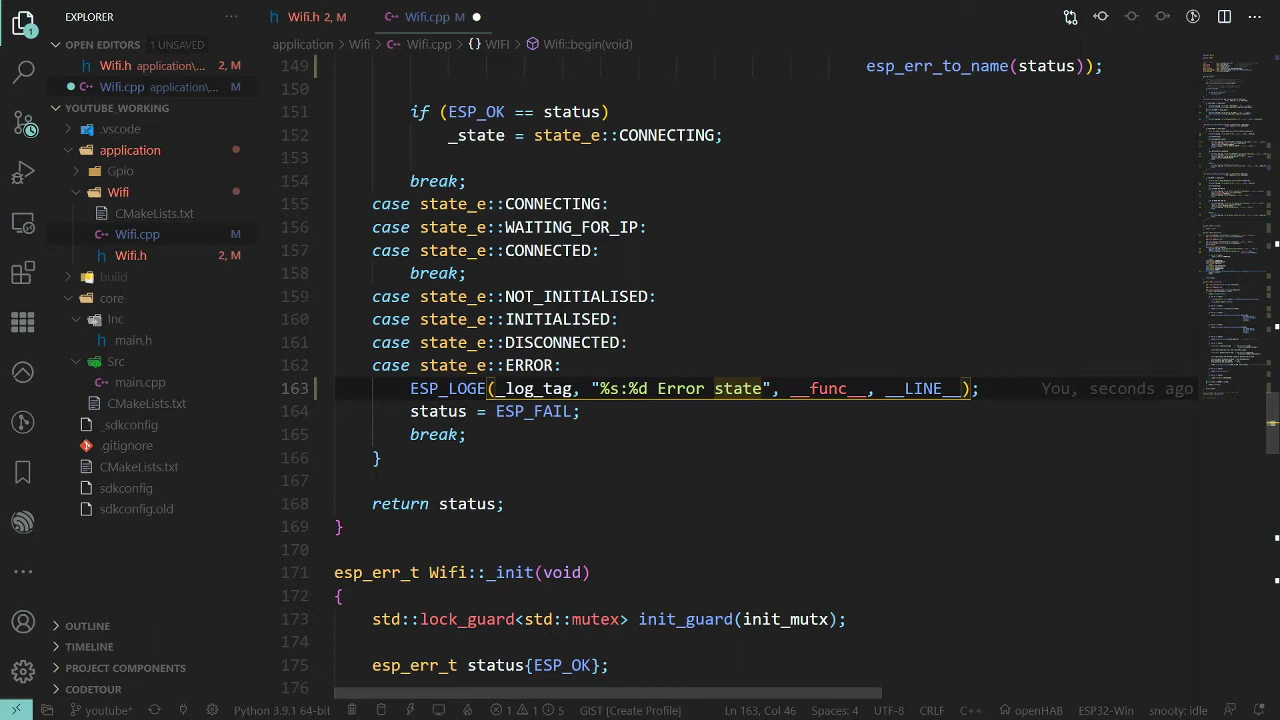 EXPLORER
Wifi.h 2, M
Wifi.cpp M
OPEN EDITORS 1 UNSAVED
Wifi.h application\... 2, M
Wifi.cpp application\... M
YOUTUBE_WORKING
.vscode
application
Gpio
Wifi
CMakeLists.txt
Wifi.cpp M
Wifi.h 2, M
build
core
Inc
main.h
Src
main.cpp
CMakeLists.txt
_sdkconfig
.gitignore
CMakeLists.txt
sdkconfig
sdkconfig.old
OUTLINE
TIMELINE
PROJECT COMPONENTS
CODETOUR
application > Wifi > Wifi.cpp > {} WIFI > Wifi::begin(void)
149 esp_err_to_name(status));
150
151 if (ESP_OK == status)
152 _state = state_e::CONNECTING;
153
154 break;
155 case state_e::CONNECTING:
156 case state_e::WAITING_FOR_IP:
157 case state_e::CONNECTED:
158 break;
159 case state_e::NOT_INITIALISED:
160 case state_e::INITIALISED:
161 case state_e::DISCONNECTED:
162 case state_e::ERROR:
163 ESP_LOGE(_log_tag, "%s:%d Error state", __func__, __LINE__); You, seconds ago
164 status = ESP_FAIL;
165 break;
166 }
167
168 return status;
169 }
170
171 esp_err_t Wifi::_init(void)
172 {
173 std::lock_guard<std::mutex> init_guard(init_mutx);
174
175 esp_err_t status{ESP_OK};
176
youtube* Python 3.9.1 64-bit 1 1 5 GIST [Create Profile] Ln 163, Col 46 Spaces: 4 UTF-8 CRLF C++ openHAB ESP32-Win snooty: idle